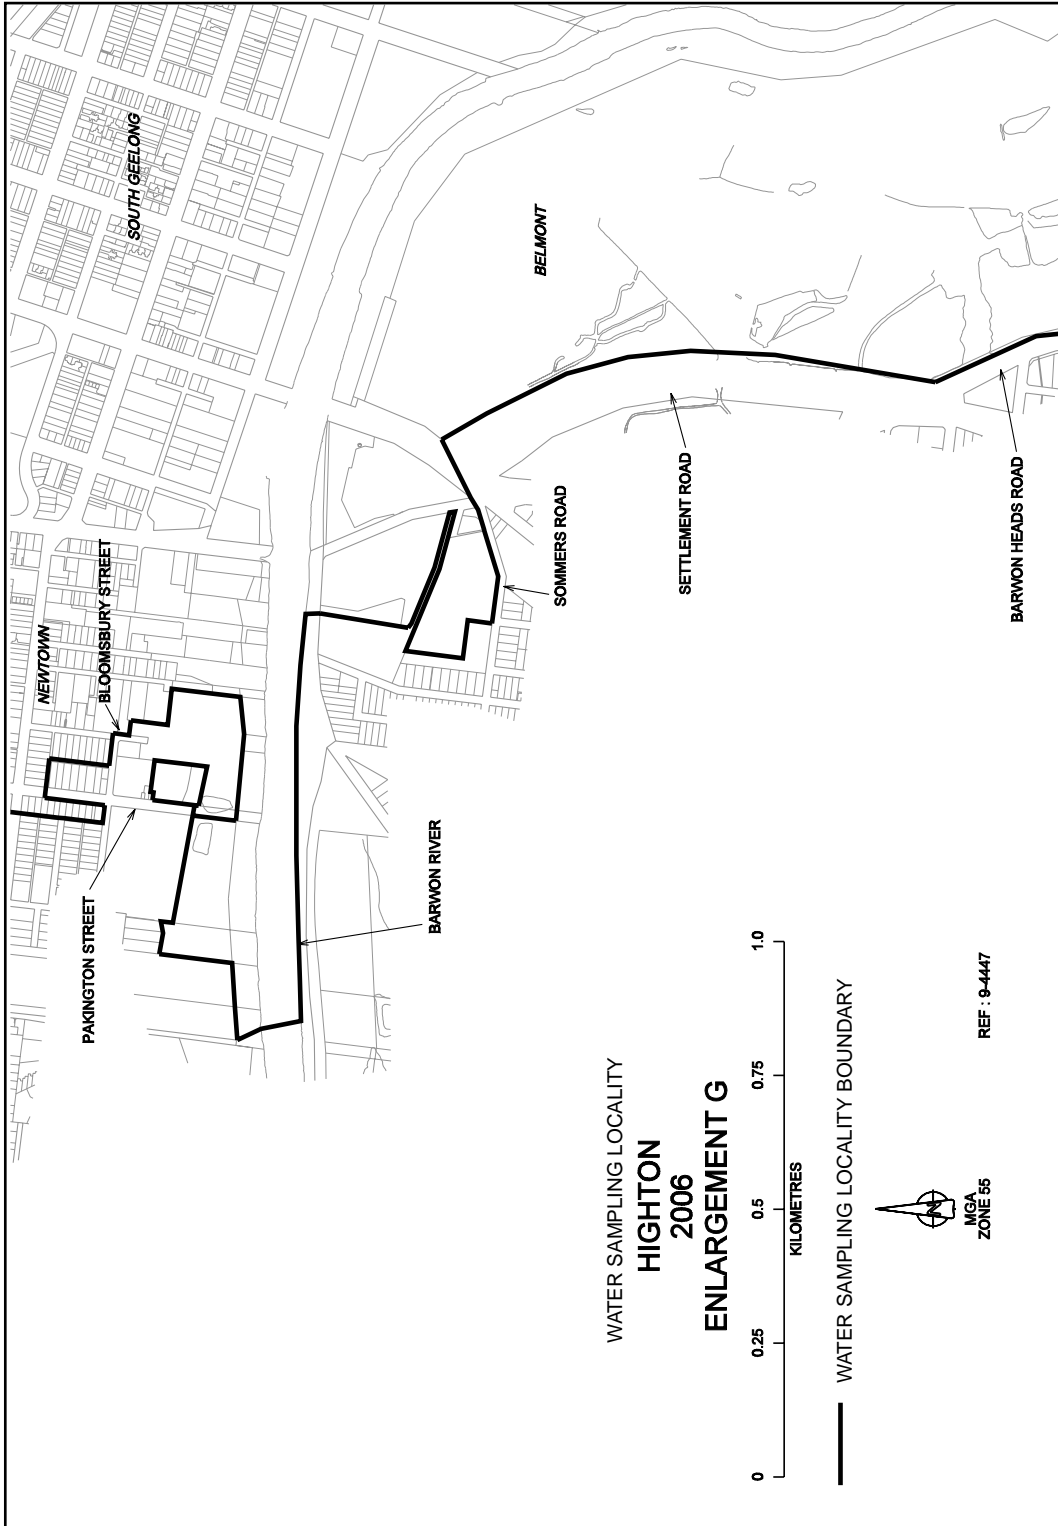 SOUTH GEELONG
NEWTOWN
BLOOMSBURY STREET
PAKINGTON STREET
BELMONT
SOMMERS ROAD
SETTLEMENT ROAD
BARWON HEADS ROAD
BARWON RIVER
WATER SAMPLING LOCALITY
HIGHTON
2006
ENLARGEMENT G
0 0.25 0.5 0.75 1.0
KILOMETRES
WATER SAMPLING LOCALITY BOUNDARY
N
MGA
ZONE 55
REF : 9-4447